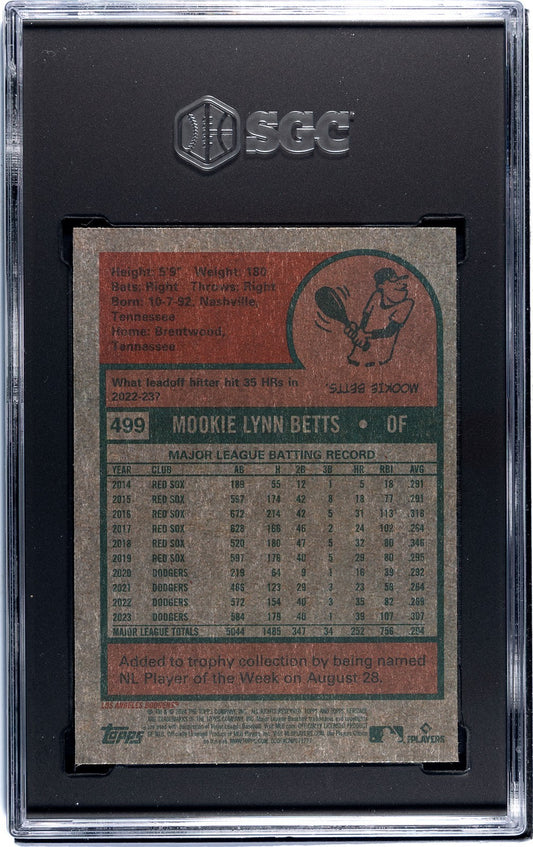 SGC
Height: 5'9" Weight: 180
Bats: Right Throws: Right
Born: 10-7-92, Nashville,
Tennessee
Home: Brentwood,
Tennessee
What leadoff hitter hit 35 HRs in
2022-23?
MOOKIE BETTS.
499 MOOKIE LYNN BETTS • OF
MAJOR LEAGUE BATTING RECORD
YEAR CLUB AB H 2B 3B HR RBI AVG
2014 RED SOX 189 55 12 1 5 18 .291
2015 RED SOX 597 174 42 8 18 77 .291
2016 RED SOX 672 214 42 5 31 113 .318
2017 RED SOX 628 166 46 2 24 102 .264
2018 RED SOX 520 180 47 5 32 80 .346
2019 RED SOX 597 176 40 5 29 80 .295
2020 DODGERS 219 64 9 1 16 39 .292
2021 DODGERS 466 123 29 3 23 58 .264
2022 DODGERS 572 154 40 3 35 82 .269
2023 DODGERS 584 179 40 1 39 107 .307
MAJOR LEAGUE TOTALS 5044 1485 347 34 252 756 .294
Added to trophy collection by being named
NL Player of the Week on August 28.
LOS ANGELES DODGERS
Topps
PLAYERS